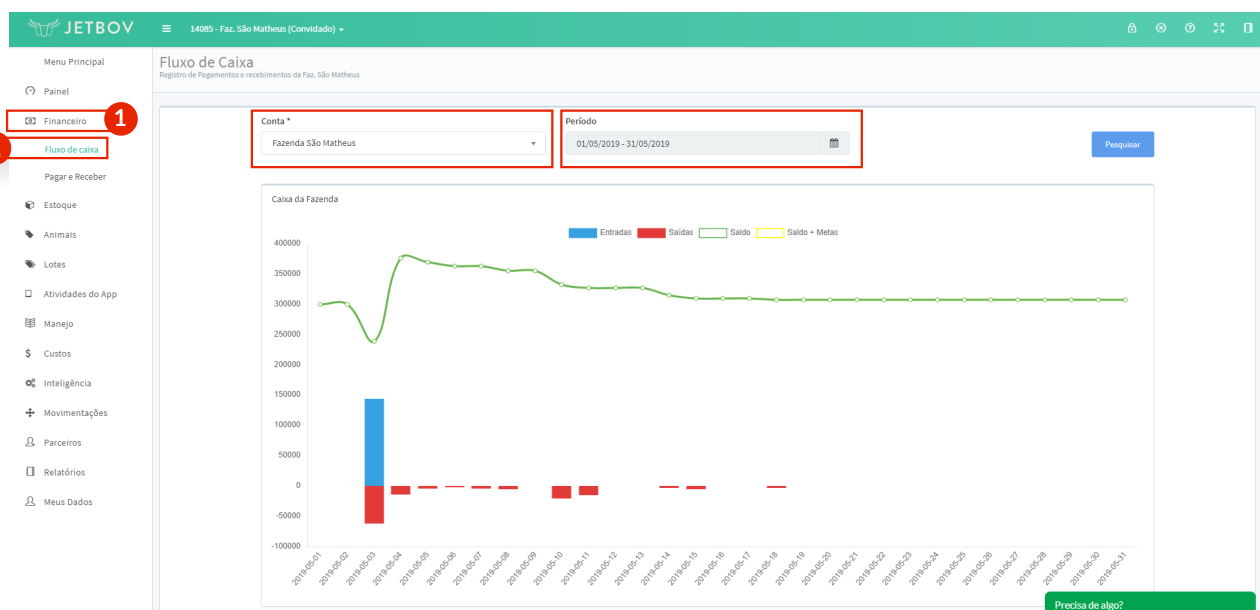 JETBOV
14085 - Faz. São Matheus (Convidado)
Menu Principal
Painel
Financeiro
1
Fluxo de caixa
Pagar e Receber
Estoque
Animais
Lotes
Atividades do App
Manejo
Custos
Inteligência
Movimentações
Parceiros
Relatórios
Meus Dados
Fluxo de Caixa
Registro de Pagamentos e recebimentos da Faz. São Matheus
Conta *
Fazenda São Matheus
Período
01/05/2019 - 31/05/2019
Pesquisar
Caixa da Fazenda
Entradas Saídas Saldo Saldo + Metas
400000
350000
300000
250000
200000
150000
100000
50000
0
-50000
-100000
2019-05-01
2019-05-02
2019-05-03
2019-05-04
2019-05-05
2019-05-06
2019-05-07
2019-05-08
2019-05-09
2019-05-10
2019-05-11
2019-05-12
2019-05-13
2019-05-14
2019-05-15
2019-05-16
2019-05-17
2019-05-18
2019-05-19
2019-05-20
2019-05-21
2019-05-22
2019-05-23
2019-05-24
2019-05-25
2019-05-26
2019-05-27
2019-05-28
2019-05-29
2019-05-30
2019-05-31
Precisa de algo?